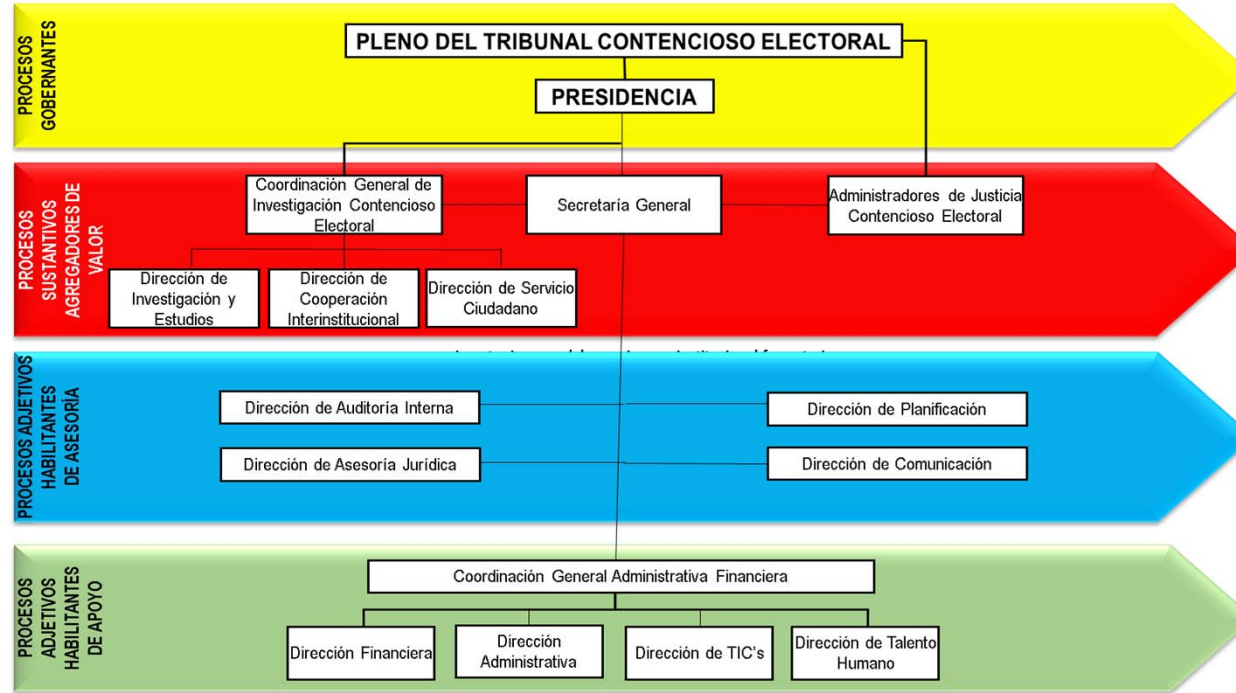 PROCESOS
GOBERNANTES
PLENO DEL TRIBUNAL CONTENCIOSO ELECTORAL
PRESIDENCIA
PROCESOS
SUSTANTIVOS
AGREGADORES DE
VALOR
Coordinación General de
Investigación Contencioso
Electoral
Secretaría General
Administradores de Justicia
Contencioso Electoral
Dirección de
Investigación y
Estudios
Dirección de
Cooperación
Interinstitucional
Dirección de Servicio
Ciudadano
PROCESOS ADJETIVOS
HABILITANTES
DE ASESORÍA
Dirección de Auditoría Interna
Dirección de Planificación
Dirección de Asesoría Jurídica
Dirección de Comunicación
PROCESOS
ADJETIVOS
HABILITANTES
DE APOYO
Coordinación General Administrativa Financiera
Dirección Financiera
Dirección
Administrativa
Dirección de TIC's
Dirección de Talento
Humano